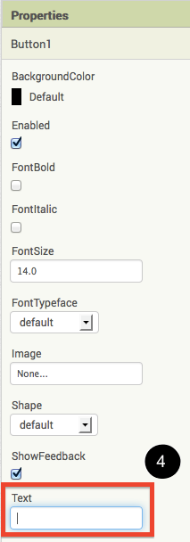 Properties
Button1
BackgroundColor
Default
Enabled
FontBold
FontItalic
FontSize
14.0
FontTypeface
default
Image
None...
Shape
default
ShowFeedback
4
Text